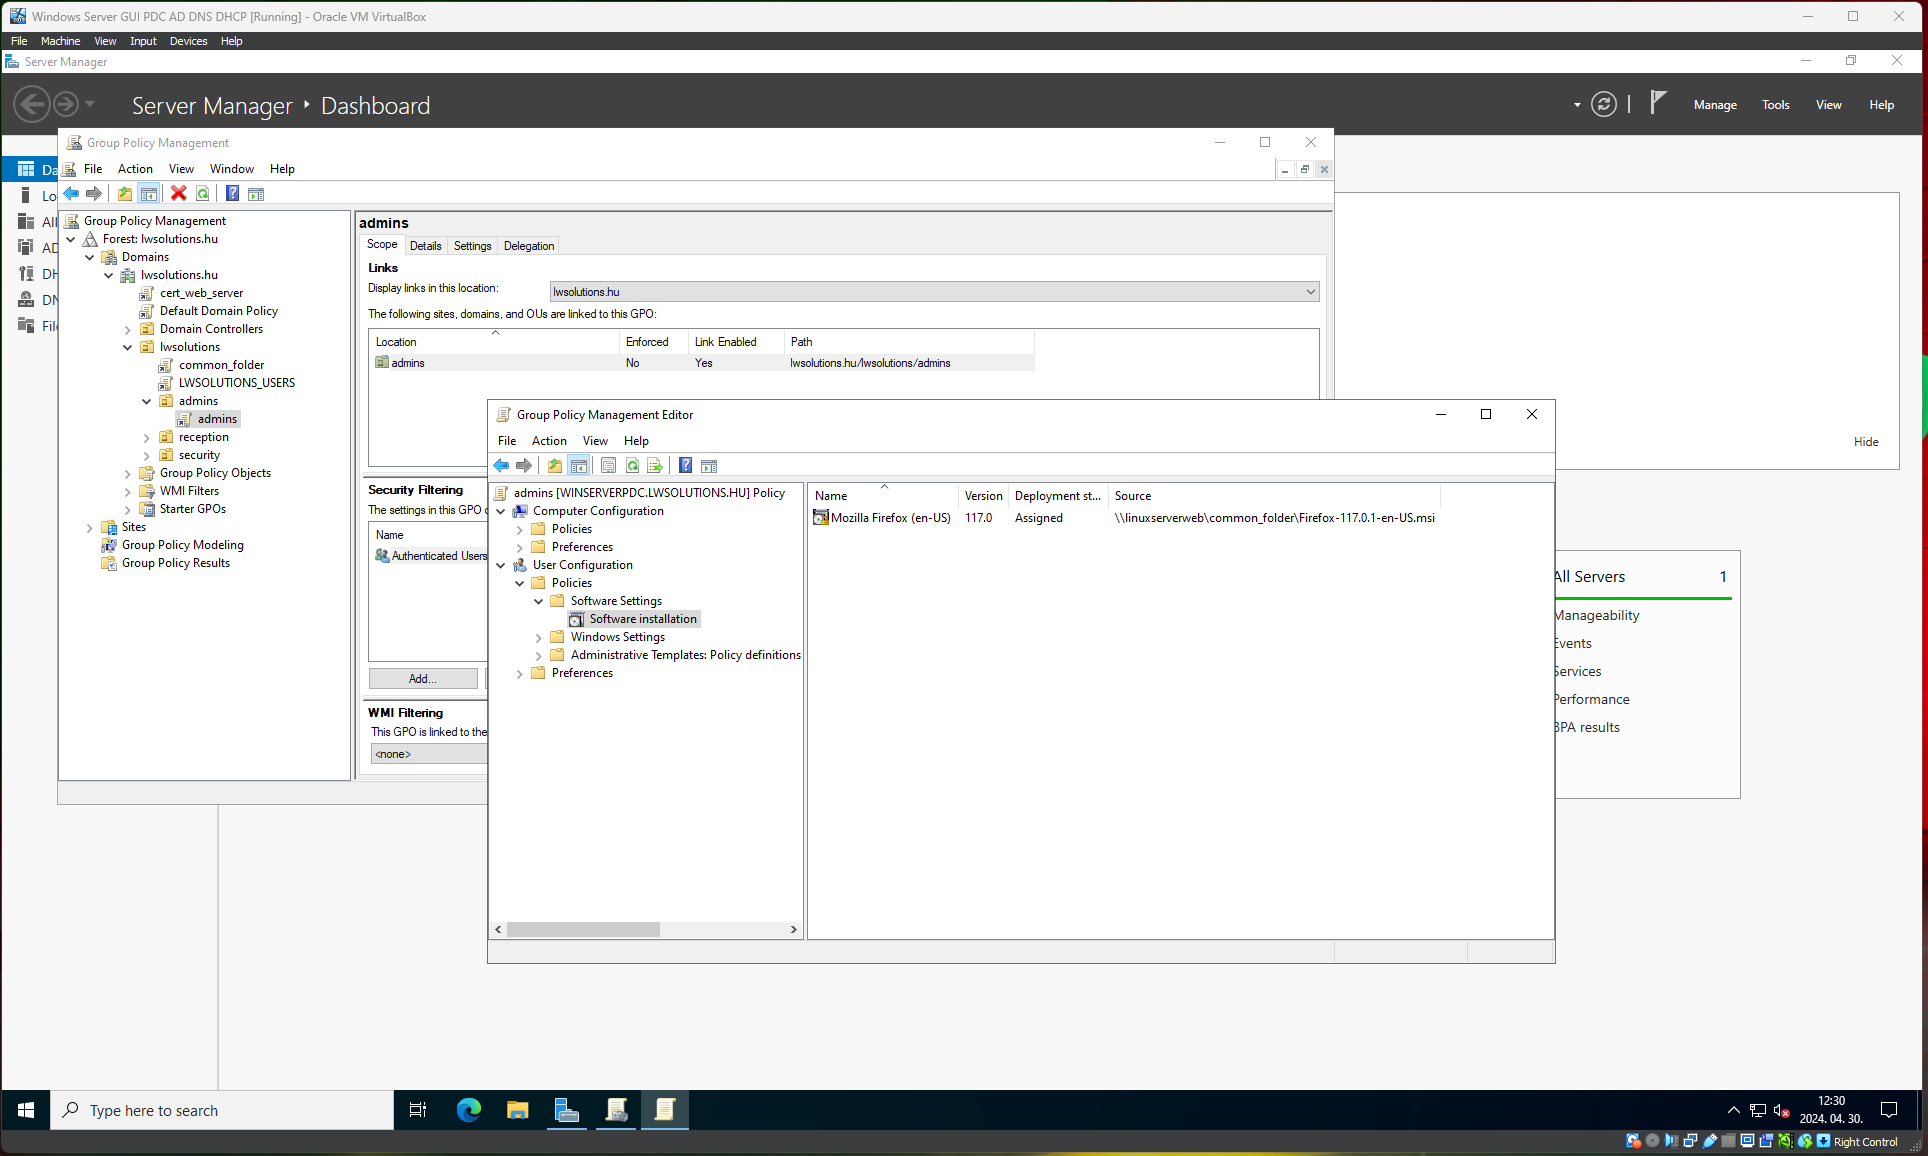 Windows Server GUI PDC AD DNS DHCP [Running] - Oracle VM VirtualBox
File Machine View Input Devices Help
Server Manager
Server Manager Dashboard
Manage Tools View Help
Group Policy Management
File Action View Window Help
Group Policy Management
Forest: lwsolutions.hu
Domains
lwsolutions.hu
cert_web_server
Default Domain Policy
Domain Controllers
lwsolutions
common_folder
LWSOLUTIONS_USERS
admins
admins
reception
security
Group Policy Objects
WMI Filters
Starter GPOs
Sites
Group Policy Modeling
Group Policy Results
admins
Scope Details Settings Delegation
Links
Display links in this location:
lwsolutions.hu
The following sites, domains, and OUs are linked to this GPO:
Location Enforced Link Enabled Path
admins No Yes lwsolutions.hu/lwsolutions/admins
Security Filtering
The settings in this GPO
Name
Authenticated Users
Add...
WMI Filtering
This GPO is linked to the
<none>
Group Policy Management Editor
File Action View Help
admins [WINSERVERPDC.LWSOLUTIONS.HU] Policy
Computer Configuration
Policies
Preferences
User Configuration
Policies
Software Settings
Software installation
Windows Settings
Administrative Templates: Policy definitions
Preferences
Name Version Deployment st... Source
Mozilla Firefox (en-US) 117.0 Assigned \\linuxserverweb\common_folder\Firefox-117.0.1-en-US.msi
Hide
All Servers 1
Manageability
Events
Services
Performance
BPA results
Da
Lo
All
AD
DH
DN
File
Type here to search
12:30
2024. 04. 30.
Right Control